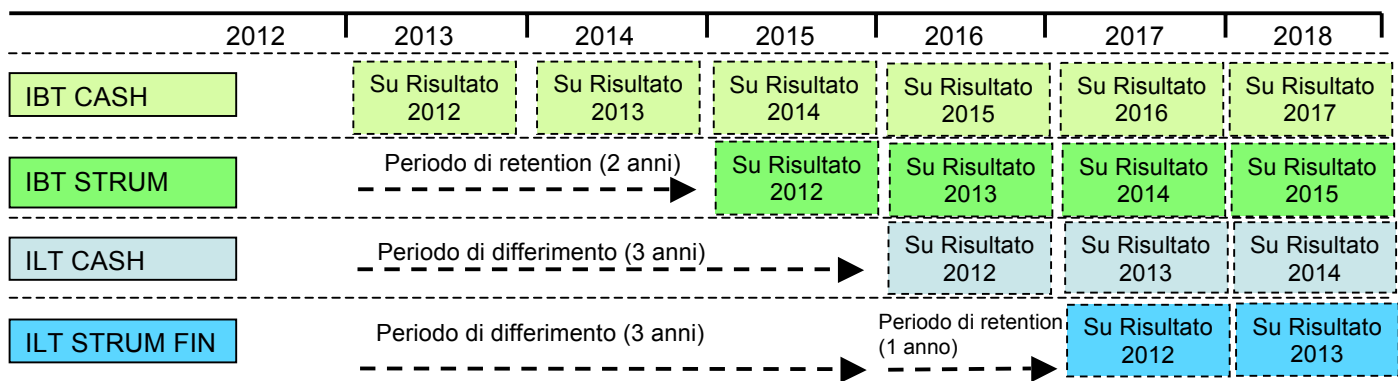 2012 2013 2014 2015 2016 2017 2018
IBT CASH
Su Risultato 2012
Su Risultato 2013
Su Risultato 2014
Su Risultato 2015
Su Risultato 2016
Su Risultato 2017
IBT STRUM
Periodo di retention (2 anni)
Su Risultato 2012
Su Risultato 2013
Su Risultato 2014
Su Risultato 2015
ILT CASH
Periodo di differimento (3 anni)
Su Risultato 2012
Su Risultato 2013
Su Risultato 2014
ILT STRUM FIN
Periodo di differimento (3 anni)
Periodo di retention
(1 anno)
Su Risultato 2012
Su Risultato 2013